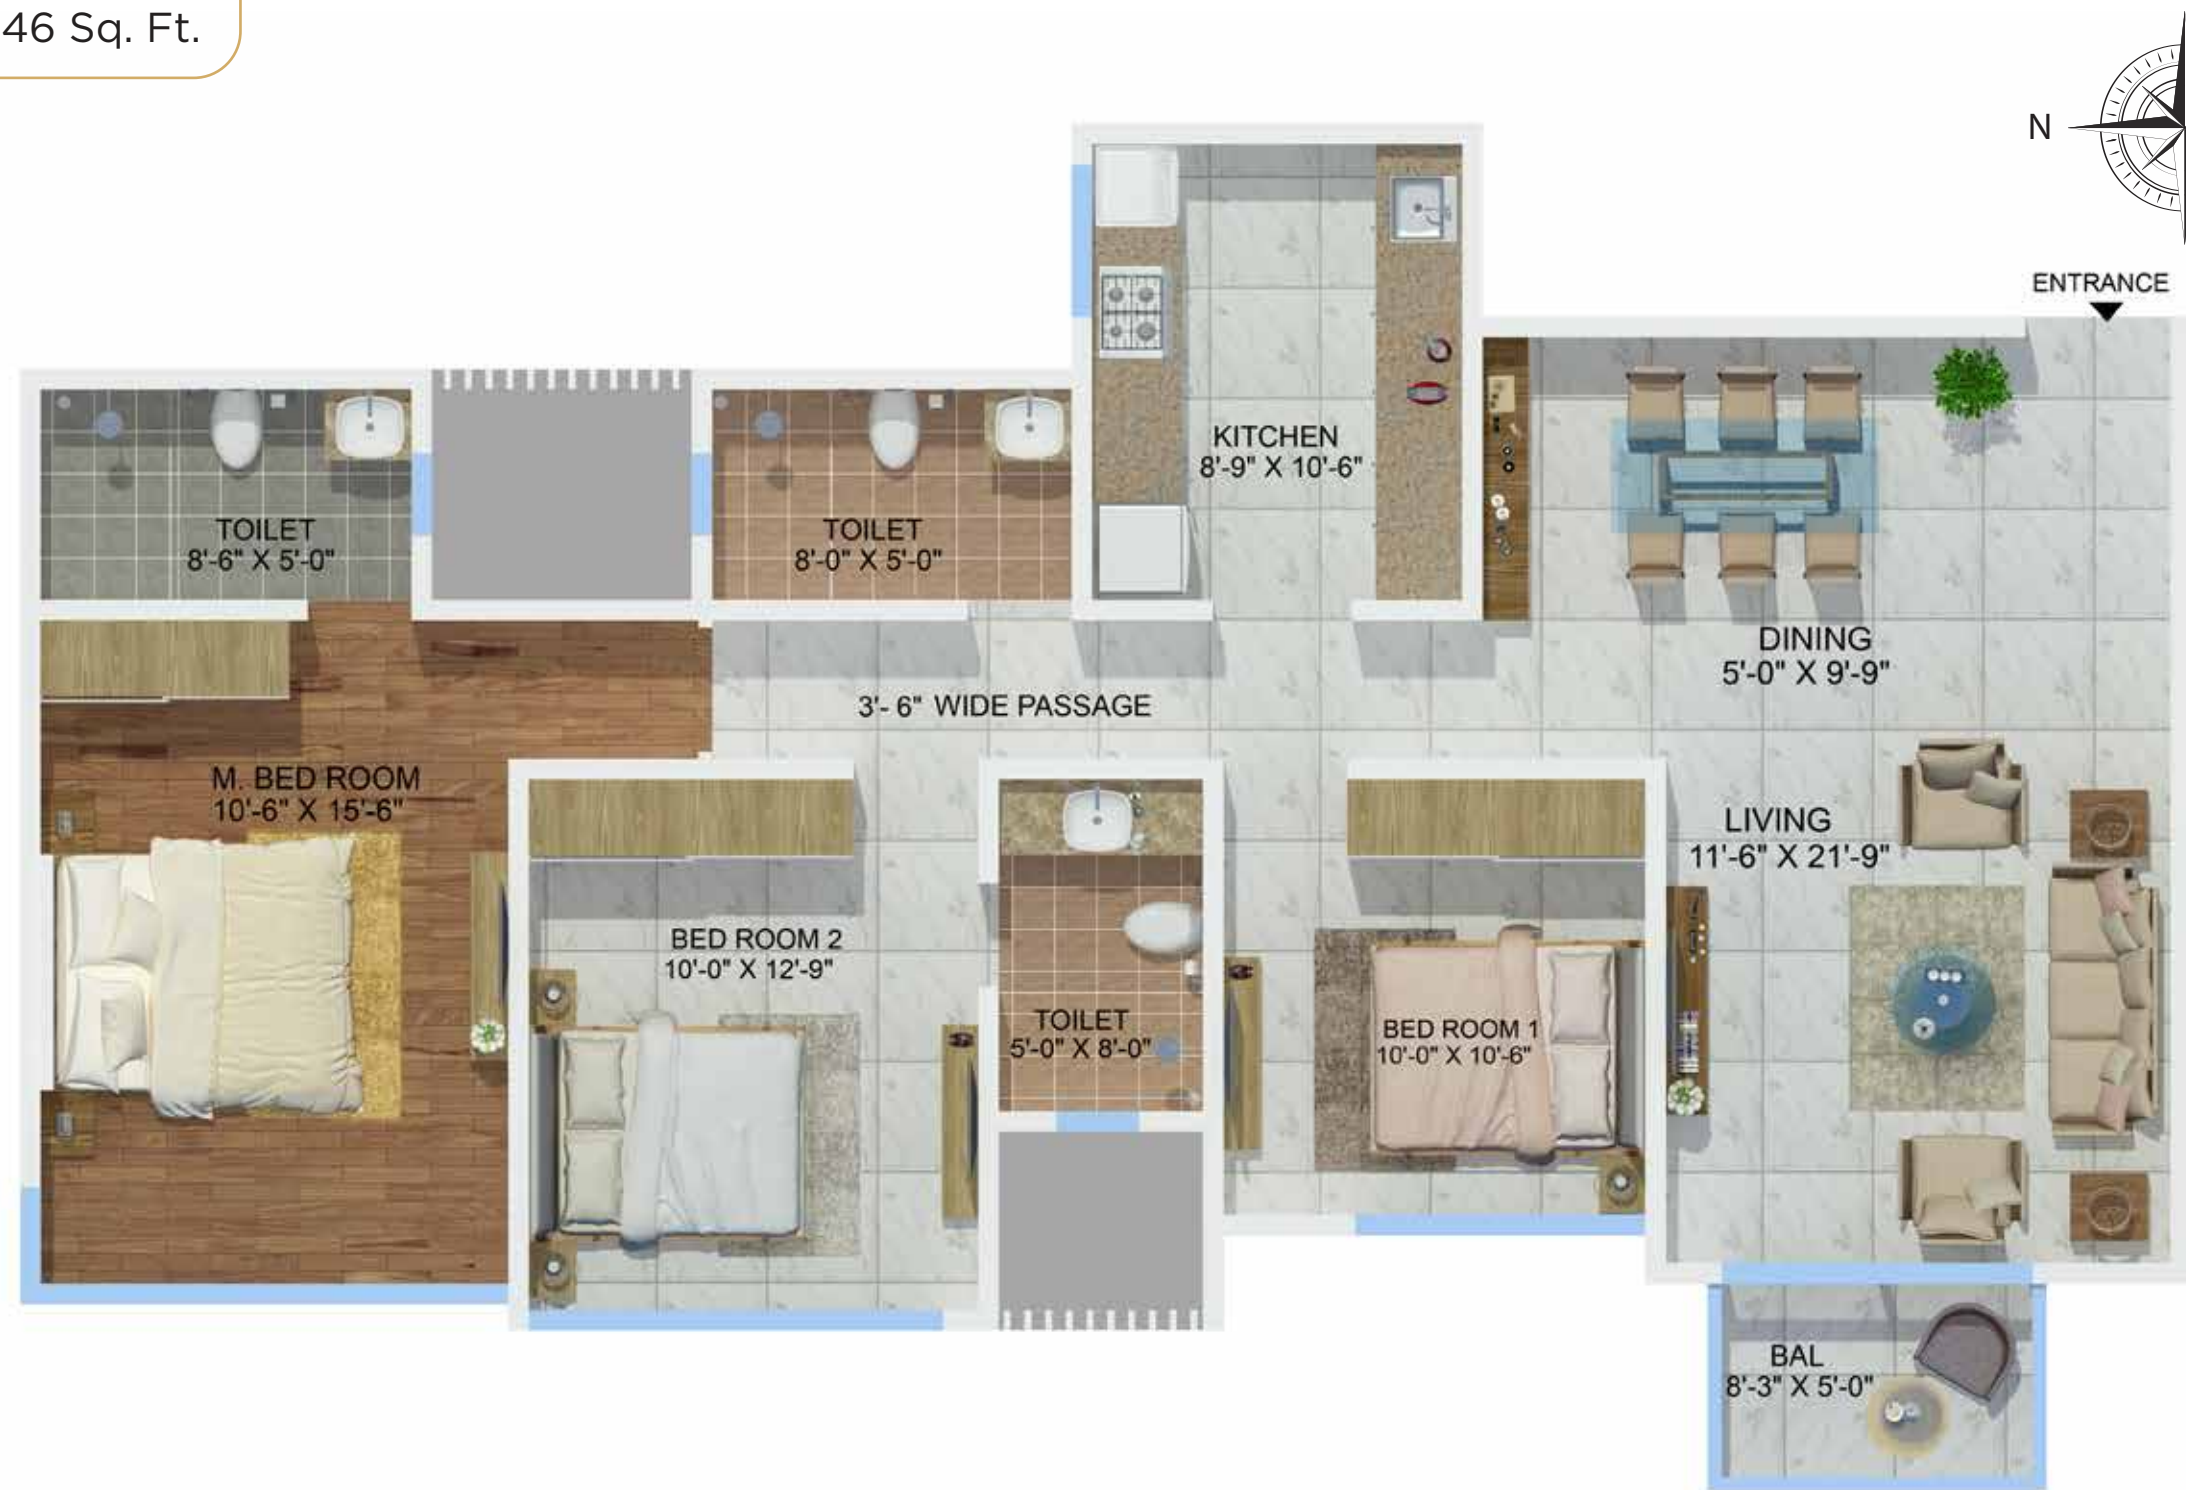 46 Sq. Ft.
N
ENTRANCE
KITCHEN
8'-9" X 10'-6"
TOILET
8'-6" X 5'-0"
TOILET
8'-0" X 5'-0"
DINING
5'-0" X 9'-9"
3'- 6" WIDE PASSAGE
M. BED ROOM
10'-6" X 15'-6"
LIVING
11'-6" X 21'-9"
BED ROOM 2
10'-0" X 12'-9"
TOILET
5'-0" X 8'-0"
BED ROOM 1
10'-0" X 10'-6"
BAL
8'-3" X 5'-0"